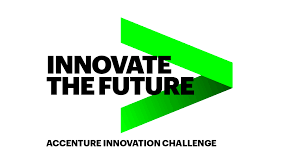 INNOVATE
THE FUTURE
ACCENTURE INNOVATION CHALLENGE